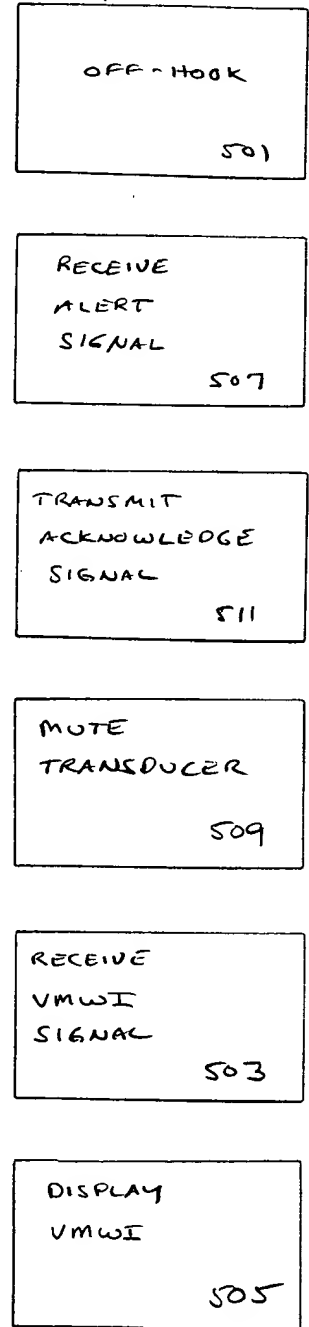 OFF-HOOK
501
RECEIVE
ALERT
SIGNAL
507
TRANSMIT
ACKNOWLEDGE
SIGNAL
511
MUTE
TRANSDUCER
509
RECEIVE
VMWI
SIGNAL
503
DISPLAY
VMWI
505